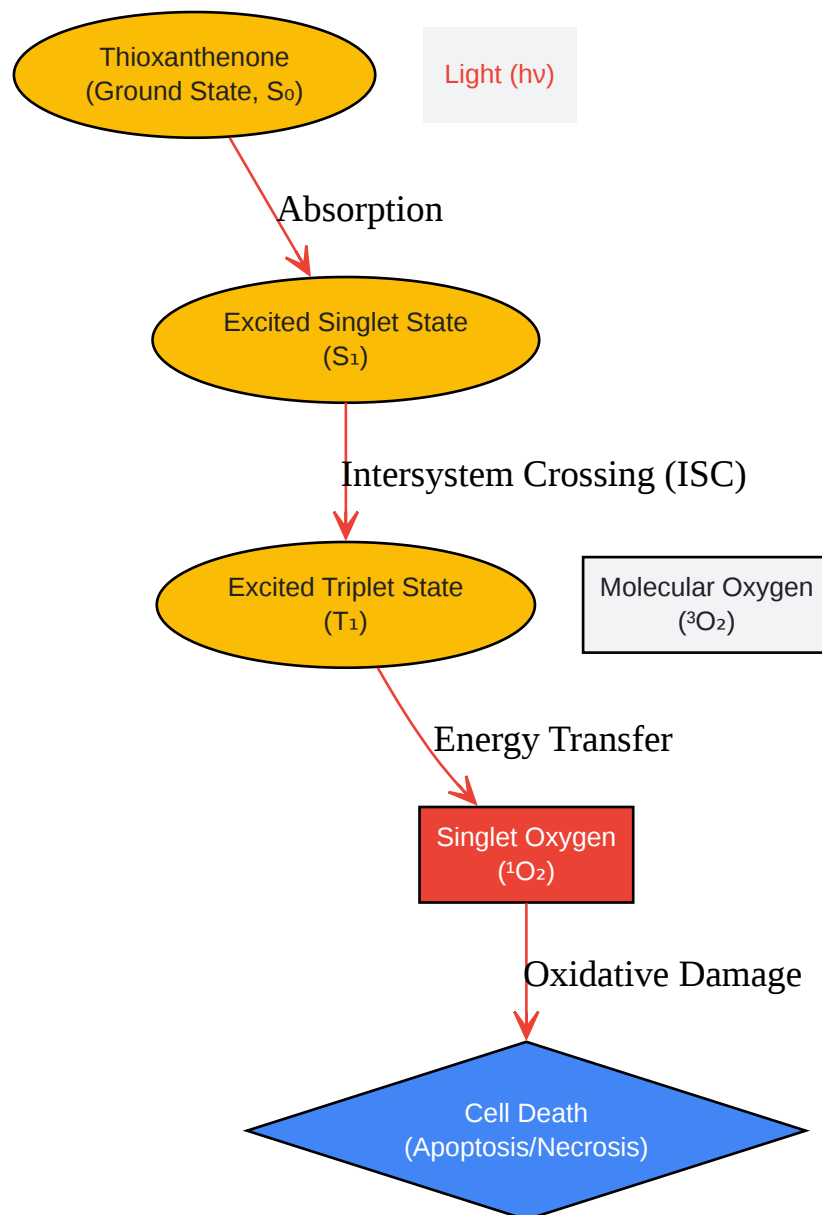 Thioxanthenone
(Ground State, S₀)
Light (hν)
Absorption
Excited Singlet State
(S₁)
Intersystem Crossing (ISC)
Excited Triplet State
(T₁)
Molecular Oxygen
(³O₂)
Energy Transfer
Singlet Oxygen
(¹O₂)
Oxidative Damage
Cell Death
(Apoptosis/Necrosis)